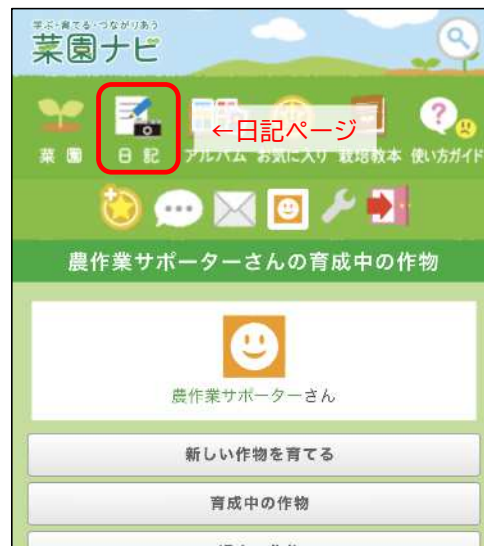 学ぶ・育てる・つながりあう
菜園ナビ
←日記ページ
菜 園 日 記 アルバム お気に入り 栽培教本 使い方ガイド
農作業サポーターさんの育成中の作物
農作業サポーターさん
新しい作物を育てる
育成中の作物